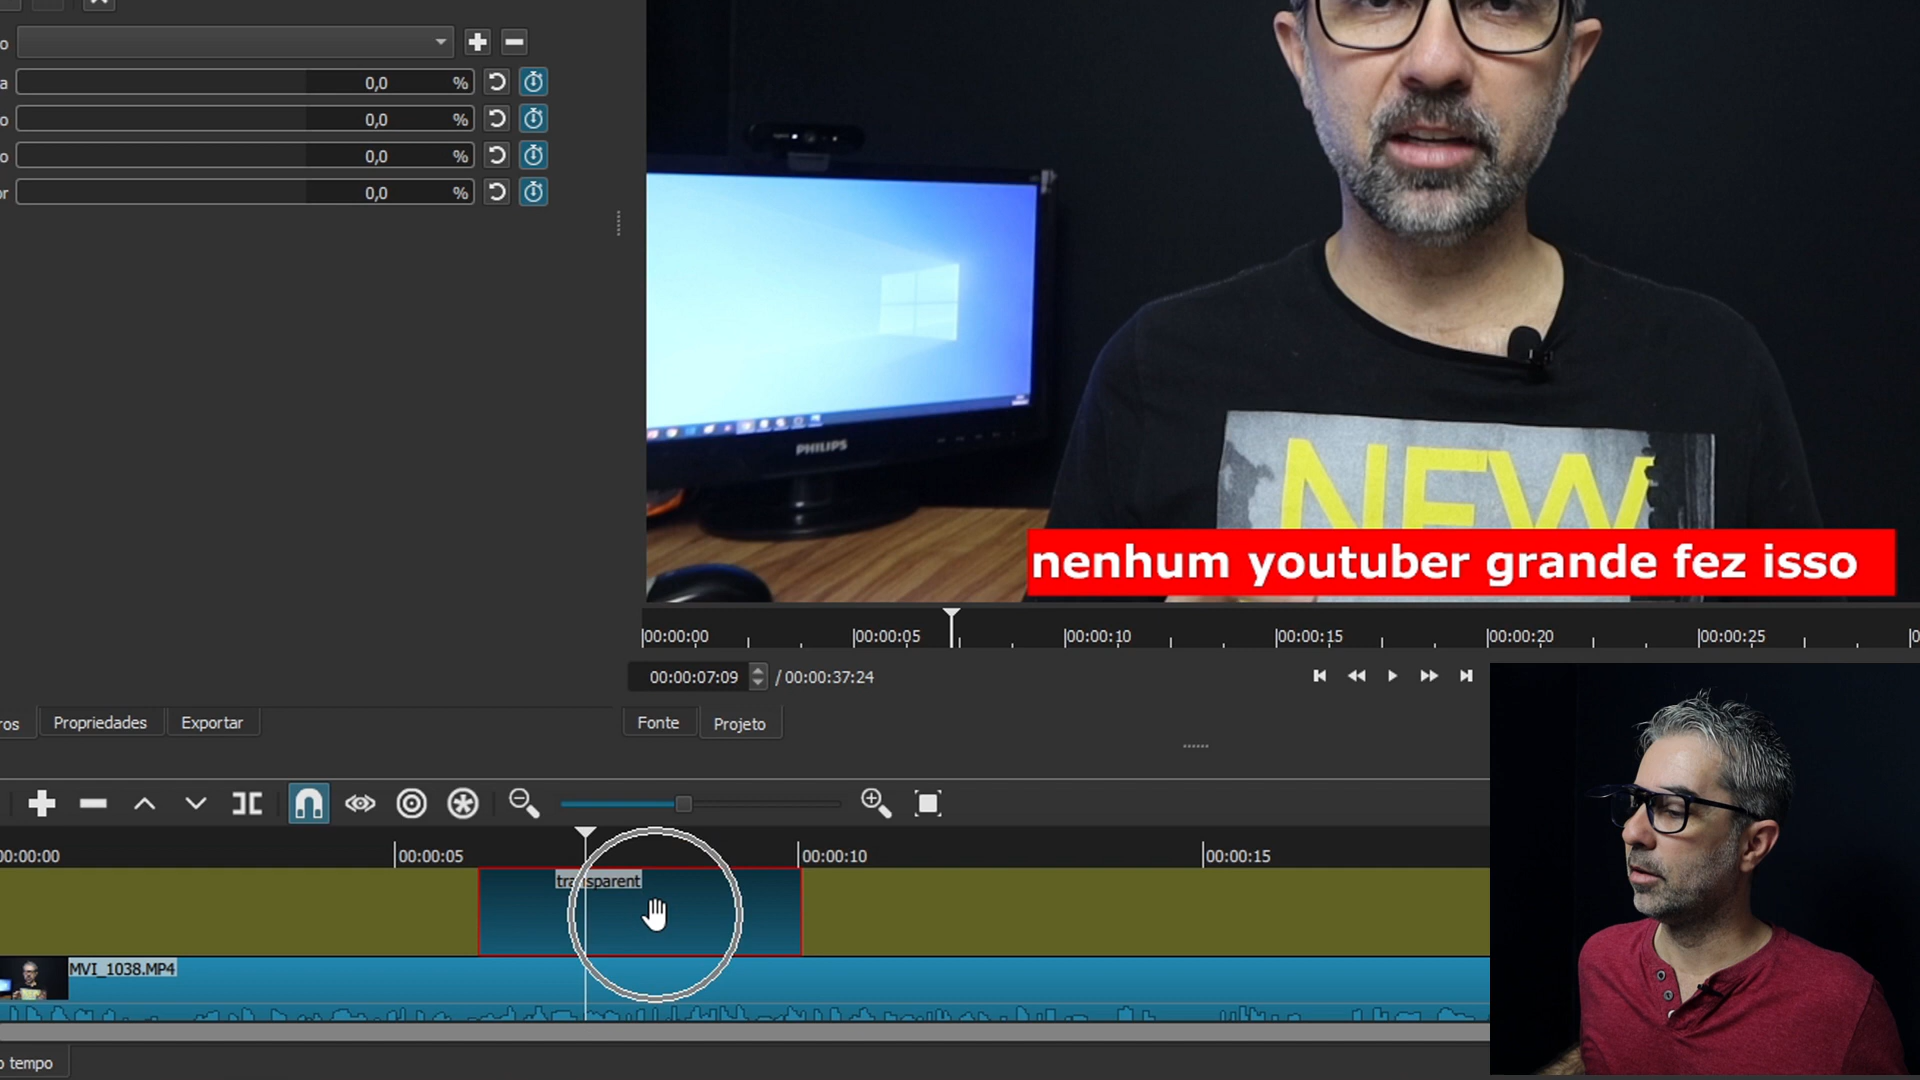 o
a 0,0 %
o 0,0 %
o 0,0 %
or 0,0 %
PHILIPS
NEW
nenhum youtuber grande fez isso
00:00:00 00:00:05 00:00:10 00:00:15 00:00:20 00:00:25
00:00:07:09 / 00:00:37:24
ros Propriedades Exportar Fonte Projeto
00:00:00 00:00:05 00:00:10 00:00:15
transparent
MVI_1038.MP4
o tempo